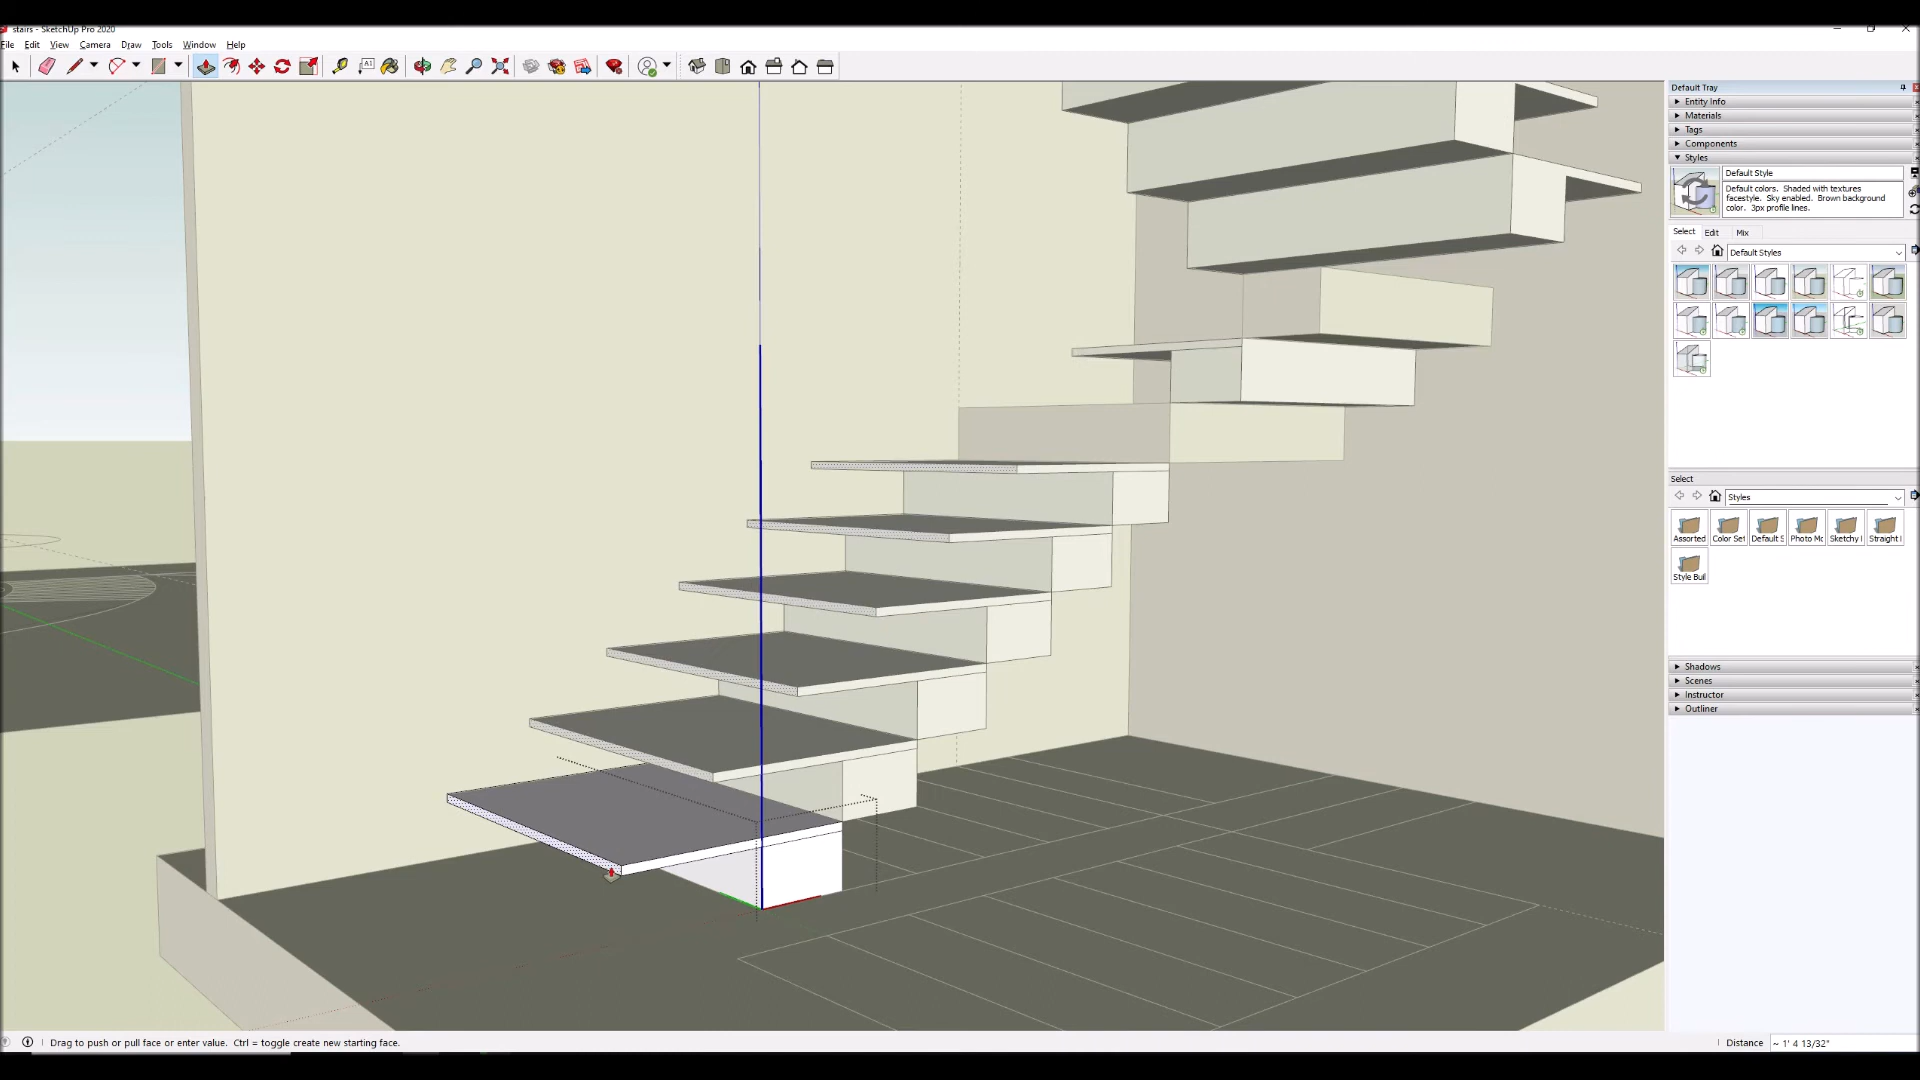 stairs - SketchUp Pro 2020
File Edit View Camera Draw Tools Window Help
A1
Default Tray
Entity Info
Materials
Tags
Components
Styles
Default Style
Default colors. Shaded with textures
facestyle. Sky enabled. Brown background
color. 3px profile lines.
Select Edit Mix
Default Styles
Select
Styles
Assorted Color Set Default S Photo Mo Sketchy I Straight I
Style Buil
Shadows
Scenes
Instructor
Outliner
Drag to push or pull face or enter value. Ctrl = toggle create new starting face.
Distance ~ 1' 4 13/32"